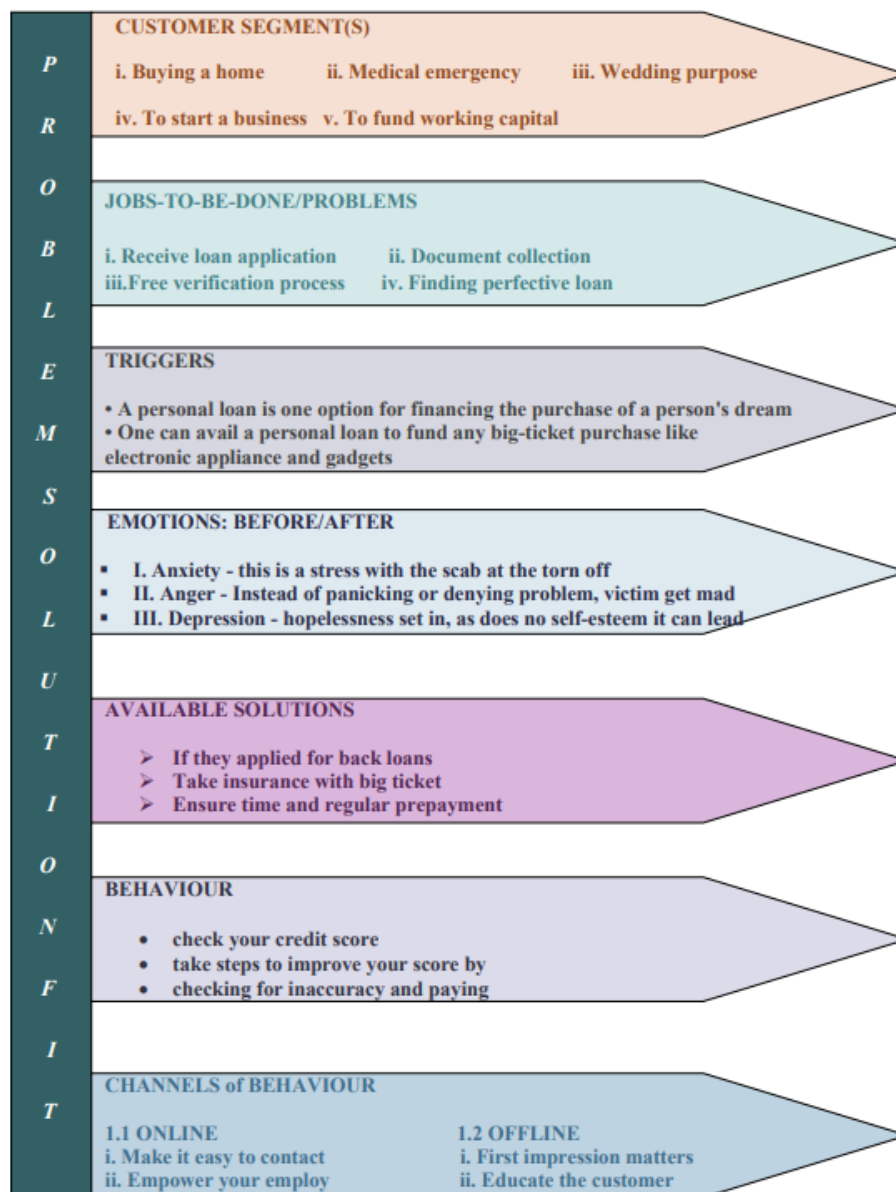 PROBLEMSOLUTIONFIT
CUSTOMER SEGMENT(S)
i. Buying a home ii. Medical emergency iii. Wedding purpose
iv. To start a business v. To fund working capital
JOBS-TO-BE-DONE/PROBLEMS
i. Receive loan application ii. Document collection
iii.Free verification process iv. Finding perfective loan
TRIGGERS
• A personal loan is one option for financing the purchase of a person's dream
• One can avail a personal loan to fund any big-ticket purchase like
electronic appliance and gadgets
EMOTIONS: BEFORE/AFTER
▪ I. Anxiety - this is a stress with the scab at the torn off
▪ II. Anger - Instead of panicking or denying problem, victim get mad
▪ III. Depression - hopelessness set in, as does no self-esteem it can lead
AVAILABLE SOLUTIONS
➢ If they applied for back loans
➢ Take insurance with big ticket
➢ Ensure time and regular prepayment
BEHAVIOUR
• check your credit score
• take steps to improve your score by
• checking for inaccuracy and paying
CHANNELS of BEHAVIOUR
1.1 ONLINE 1.2 OFFLINE
i. Make it easy to contact i. First impression matters
ii. Empower your employ ii. Educate the customer